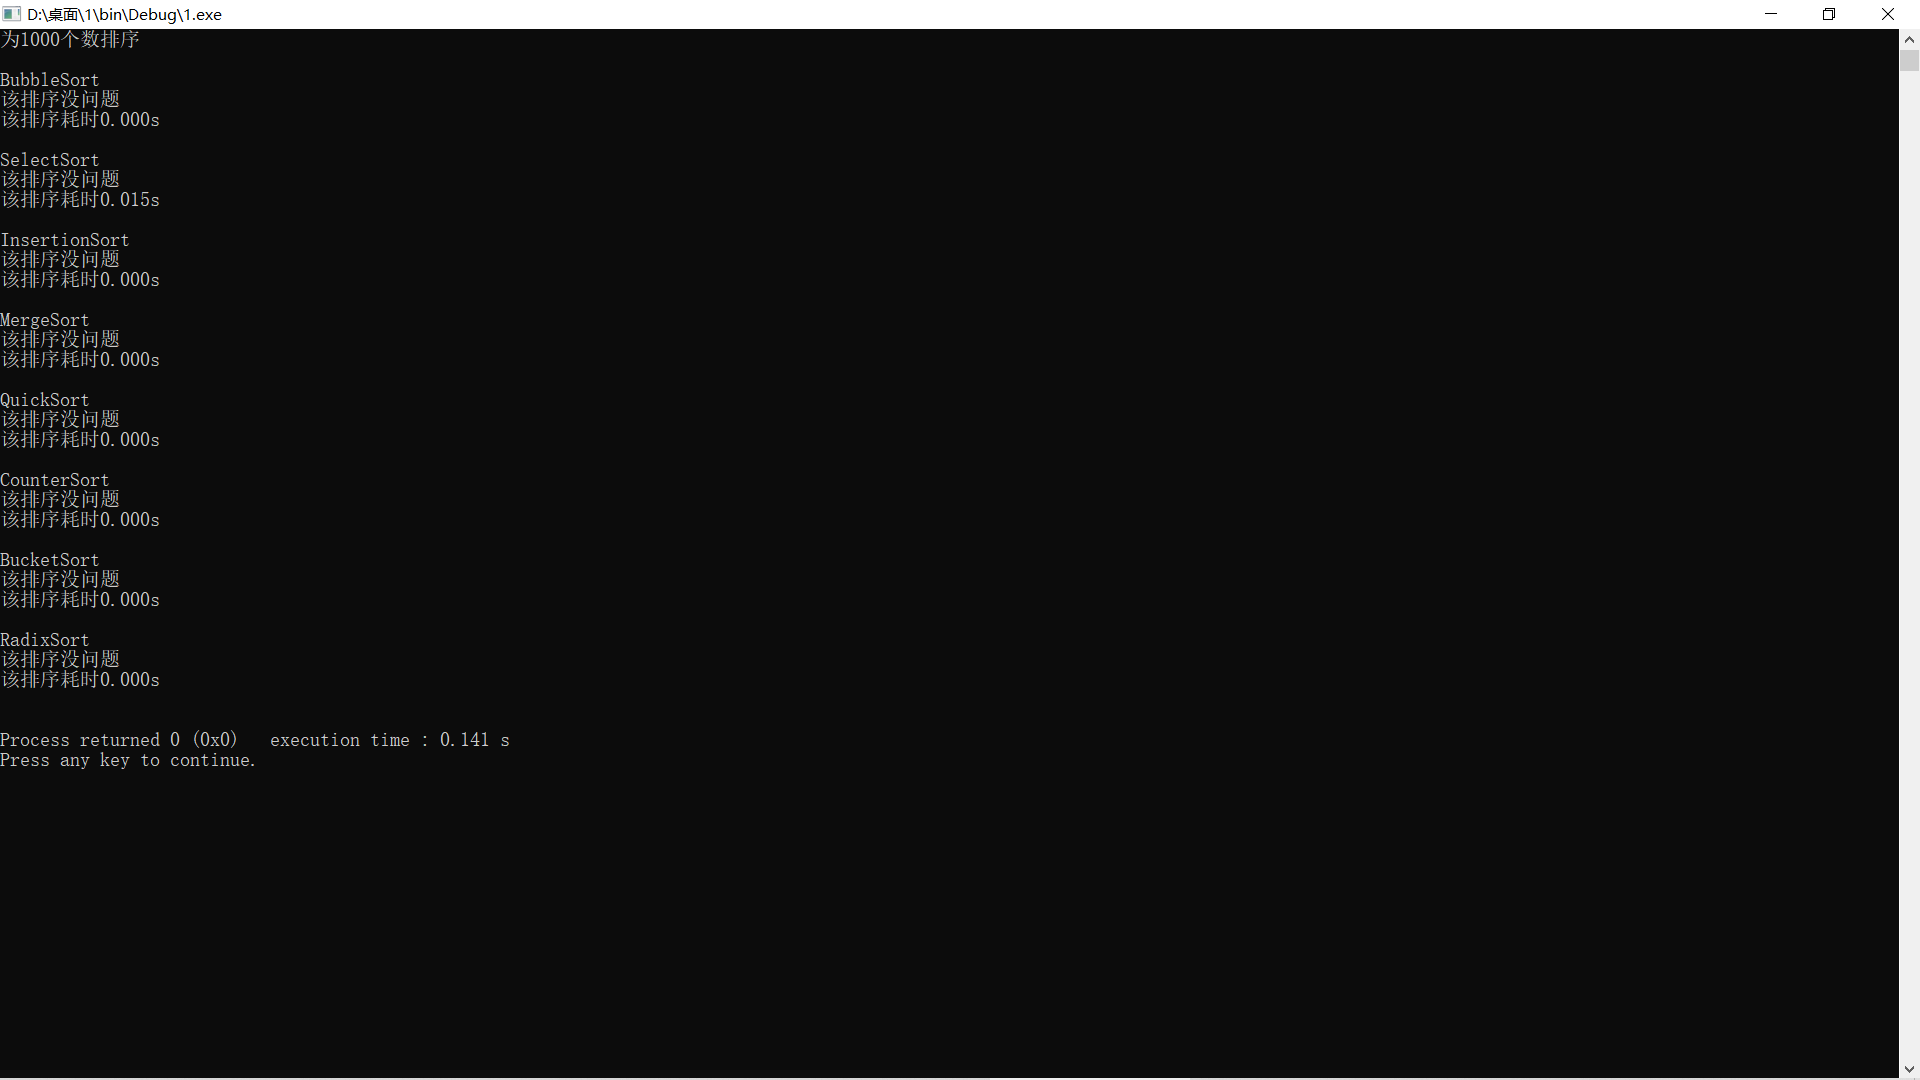 D:\桌面\1\bin\Debug\1.exe
为1000个数排序
BubbleSort
该排序没问题
该排序耗时0.000s
SelectSort
该排序没问题
该排序耗时0.015s
InsertionSort
该排序没问题
该排序耗时0.000s
MergeSort
该排序没问题
该排序耗时0.000s
QuickSort
该排序没问题
该排序耗时0.000s
CounterSort
该排序没问题
该排序耗时0.000s
BucketSort
该排序没问题
该排序耗时0.000s
RadixSort
该排序没问题
该排序耗时0.000s
Process returned 0 (0x0)   execution time : 0.141 s
Press any key to continue.